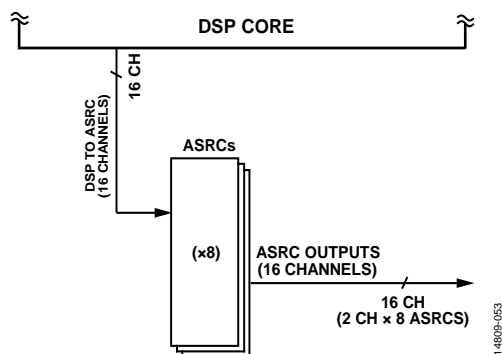 DSP CORE
16 CH
DSP TO ASRC
(16 CHANNELS)
ASRCs
(×8)
ASRC OUTPUTS
(16 CHANNELS)
16 CH
(2 CH × 8 ASRCS)
14809-053